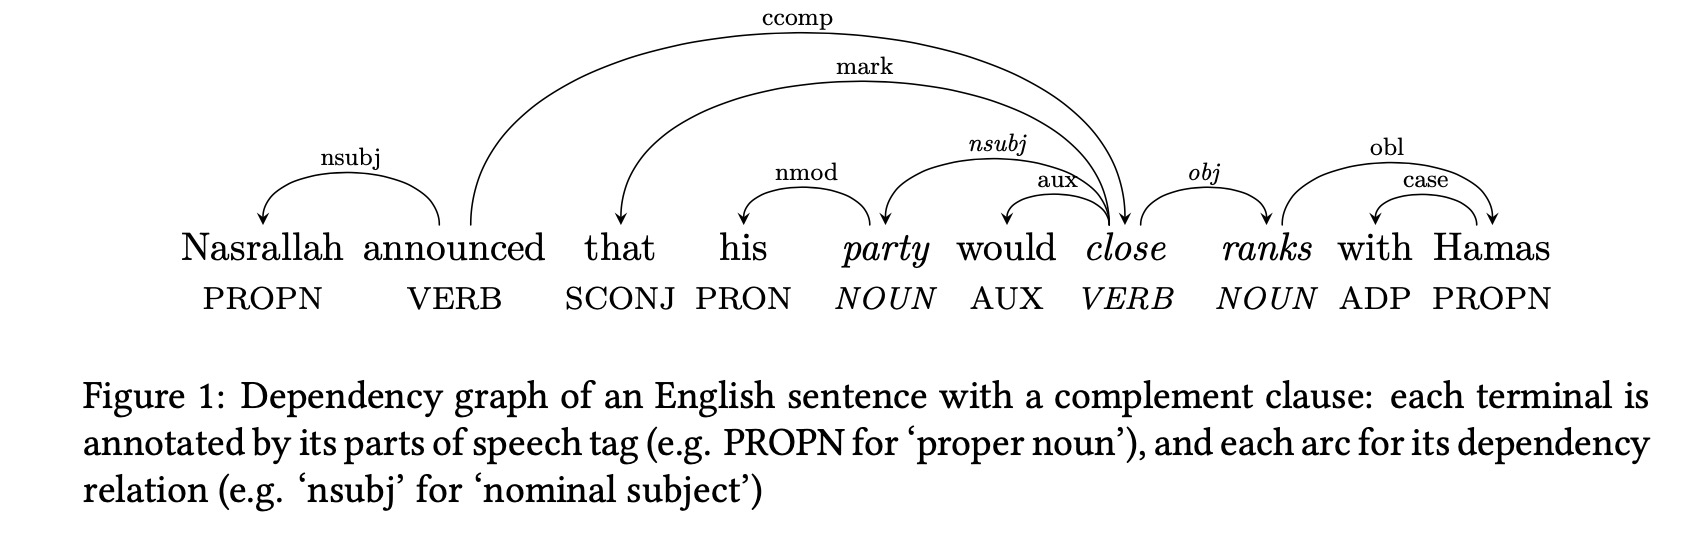 ccomp
mark
nsubj
nsubj
obl
nmod
aux
obj
case
Nasrallah announced that his party would close ranks with Hamas
PROPN VERB SCONJ PRON NOUN AUX VERB NOUN ADP PROPN
Figure 1: Dependency graph of an English sentence with a complement clause: each terminal is
annotated by its parts of speech tag (e.g. PROPN for ‘proper noun’), and each arc for its dependency
relation (e.g. ‘nsubj’ for ‘nominal subject’)